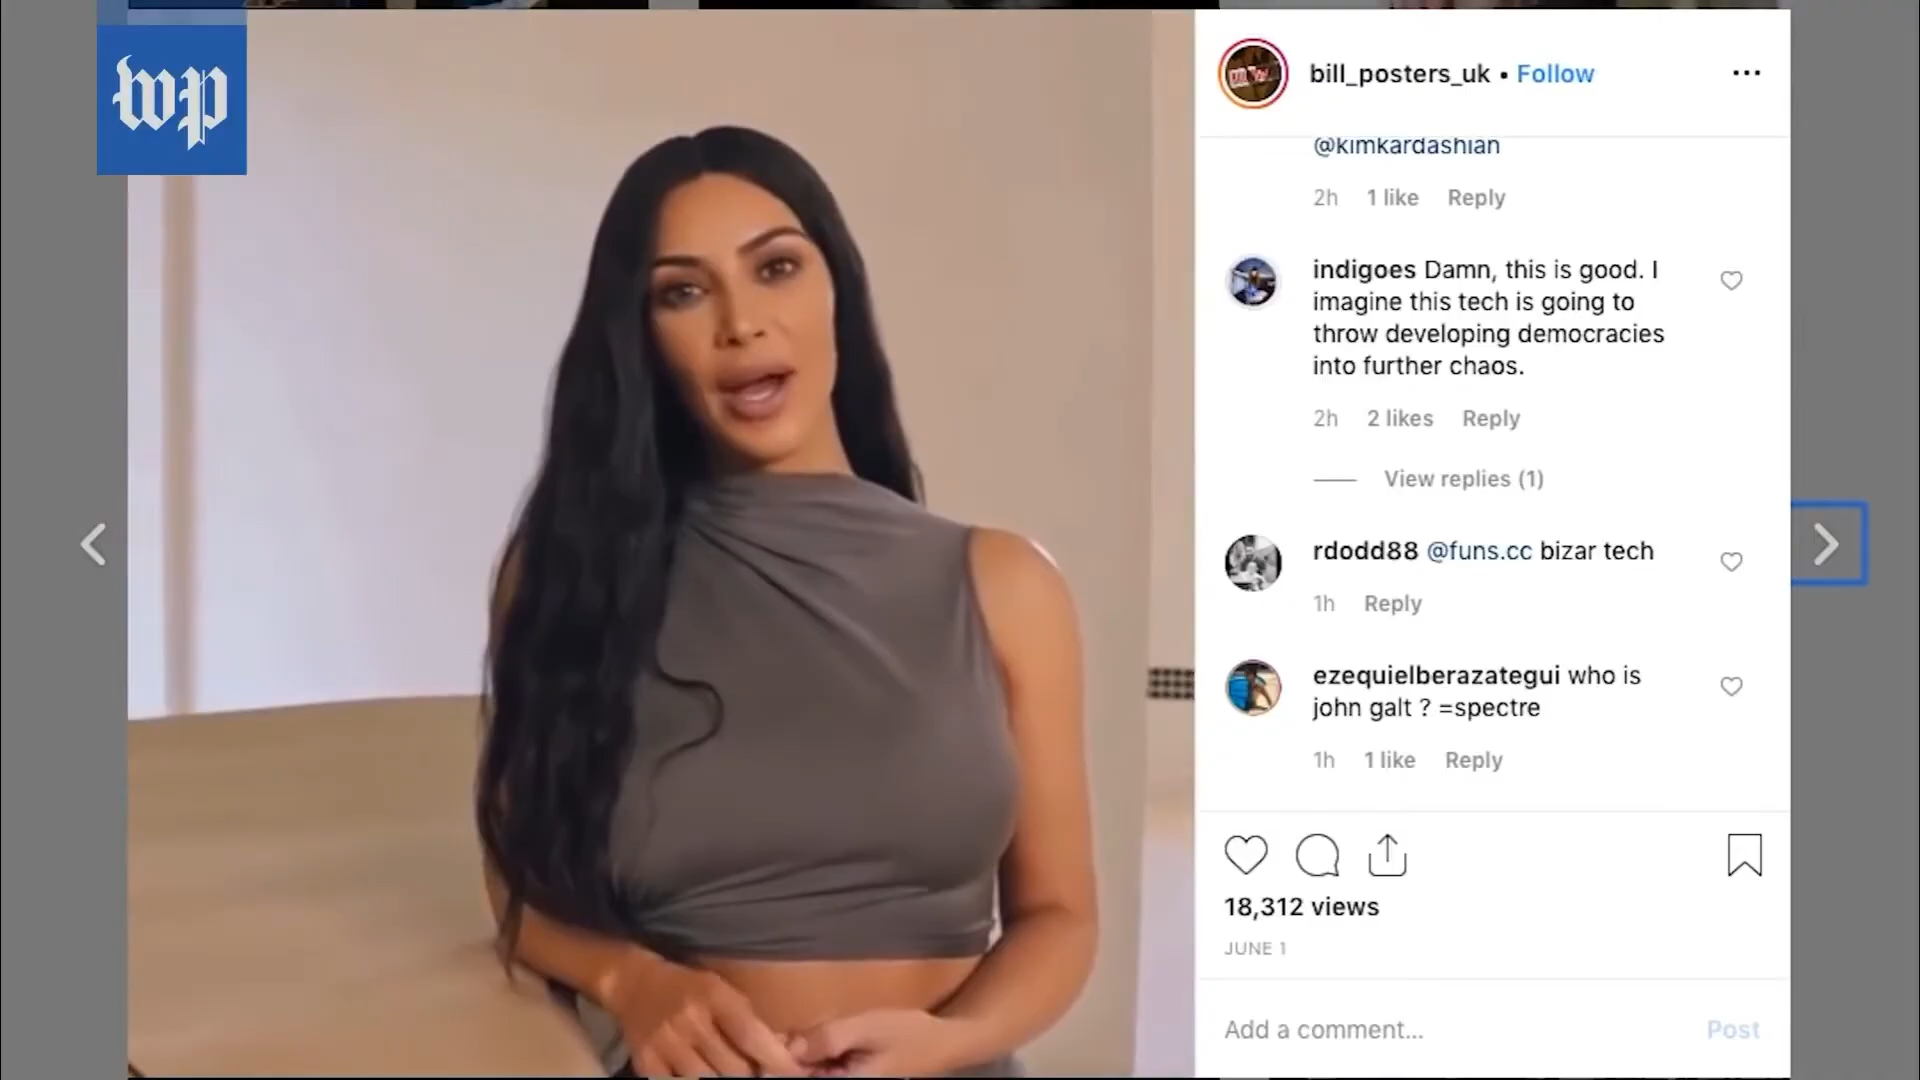 wp
bill_posters_uk • Follow
@kimkardashian
2h 1 like Reply
indigoes Damn, this is good. I
imagine this tech is going to
throw developing democracies
into further chaos.
2h 2 likes Reply
View replies (1)
rdodd88 @funs.cc bizar tech
1h Reply
ezequielberazategui who is
john galt ? =spectre
1h 1 like Reply
18,312 views
JUNE 1
Add a comment... Post